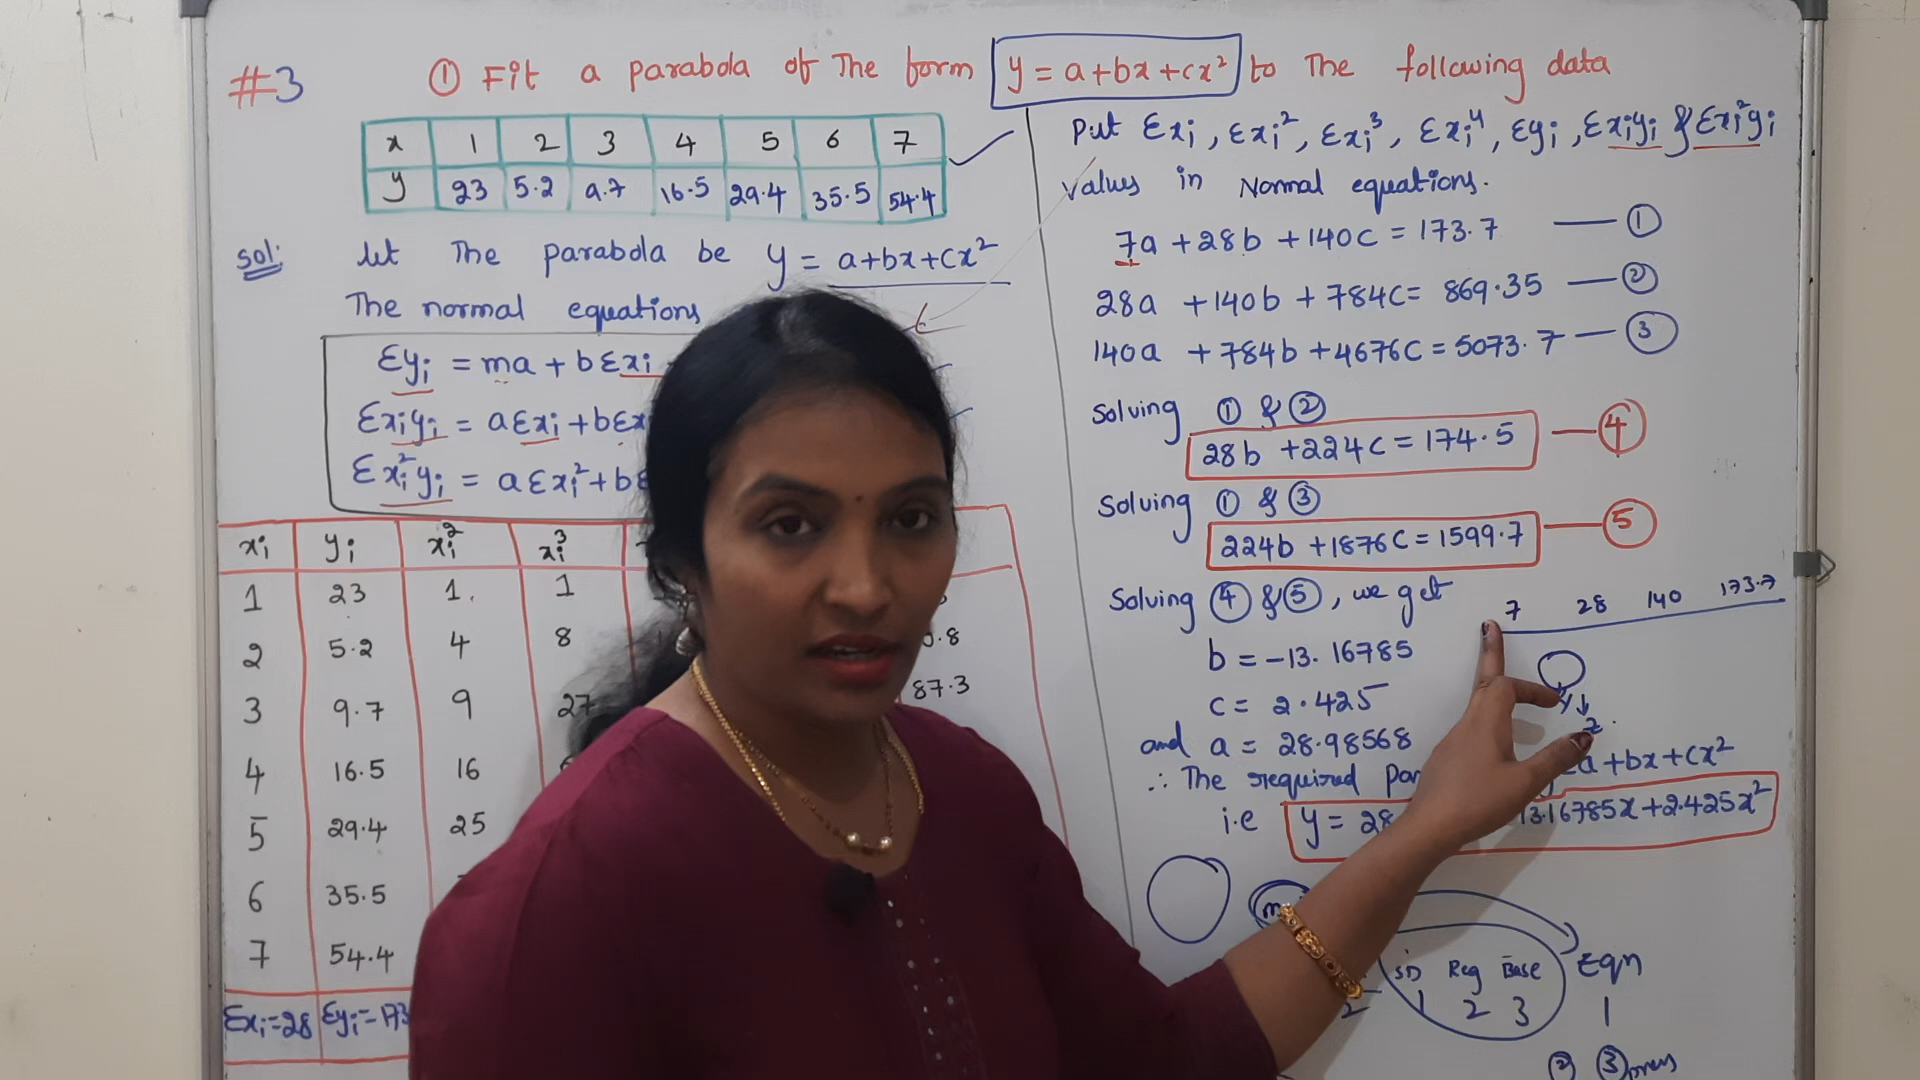 #3 ① Fit a parabola of The form y = a+bx+cx² to The following data
x 1 2 3 4 5 6 7
y 23 5.2 9.7 16.5 29.4 35.5 54.4
Sol: let The parabola be y = a+bx+cx²
The normal equations
Σyᵢ = ma + bΣxᵢ
Σxᵢyᵢ = aΣxᵢ + bΣx
Σxᵢ²yᵢ = aΣxᵢ² + bΣ
xᵢ yᵢ xᵢ² xᵢ³
1 23 1. 1
2 5.2 4 8 0.8
3 9.7 9 27 87.3
4 16.5 16
5 29.4 25
6 35.5
7 54.4
Σxᵢ=28 Σyᵢ=173
Put Σxᵢ, Σxᵢ², Σxᵢ³, Σxᵢ⁴, Σyᵢ, Σxᵢyᵢ & Σxᵢ²yᵢ
values in Normal equations.
7a + 28b + 140c = 173.7 — ①
28a + 140b + 784c = 869.35 — ②
140a + 784b + 4676c = 5073.7 — ③
Solving ① & ②
28b + 224c = 174.5 — ④
Solving ① & ③
224b + 1876c = 1599.7 — ⑤
Solving ④ & ⑤, we get
7 28 140 173.7
b = -13.16785
c = 2.425
and a = 28.98568
∴ The required Par a+bx+cx²
i.e y = 28 13.16785x+2.425x²
SD Reg Base Eqn
2 1 2 3 1
② ③